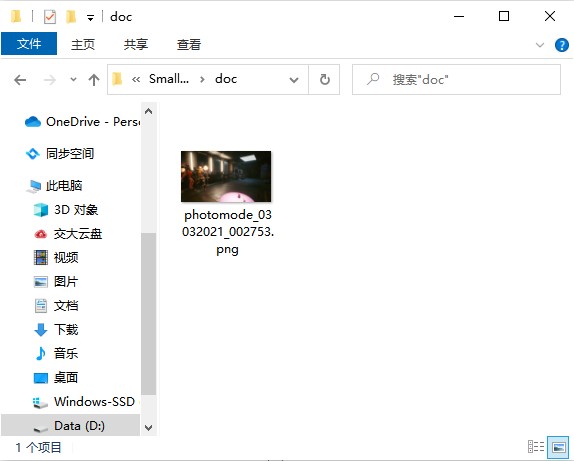 doc
文件 主页 共享 查看
« Small... › doc
搜索"doc"
OneDrive - Perso
同步空间
此电脑
3D 对象
交大云盘
视频
图片
文档
下载
音乐
桌面
Windows-SSD
Data (D:)
photomode_03
032021_002753.
png
1 个项目